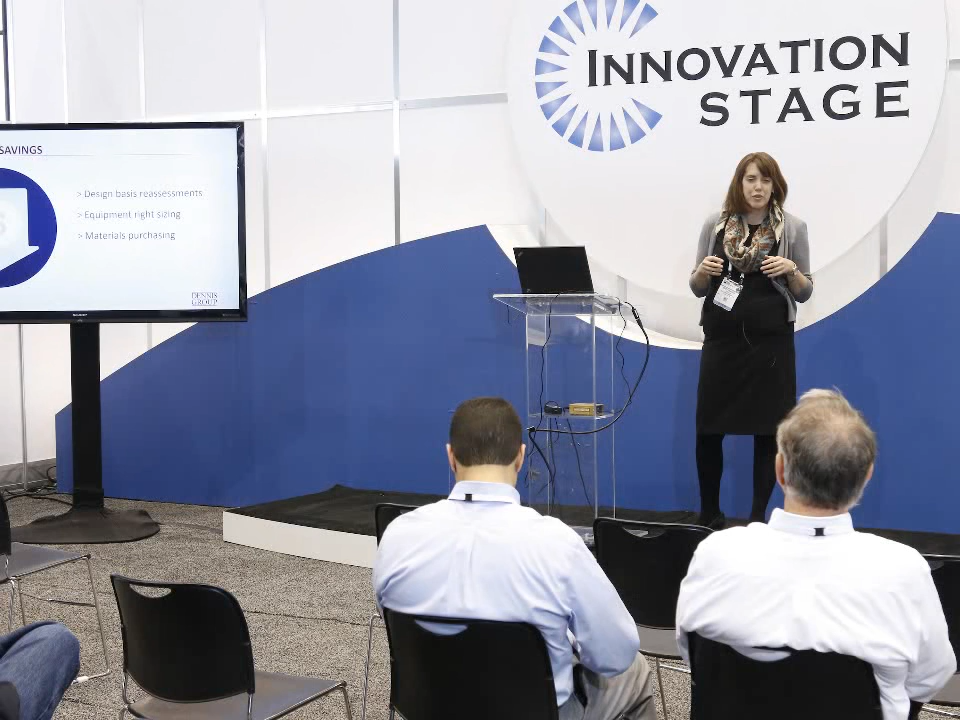 INNOVATION
STAGE
SAVINGS
> Design basis reassessments
> Equipment right sizing
> Materials purchasing
DENNIS
GROUP